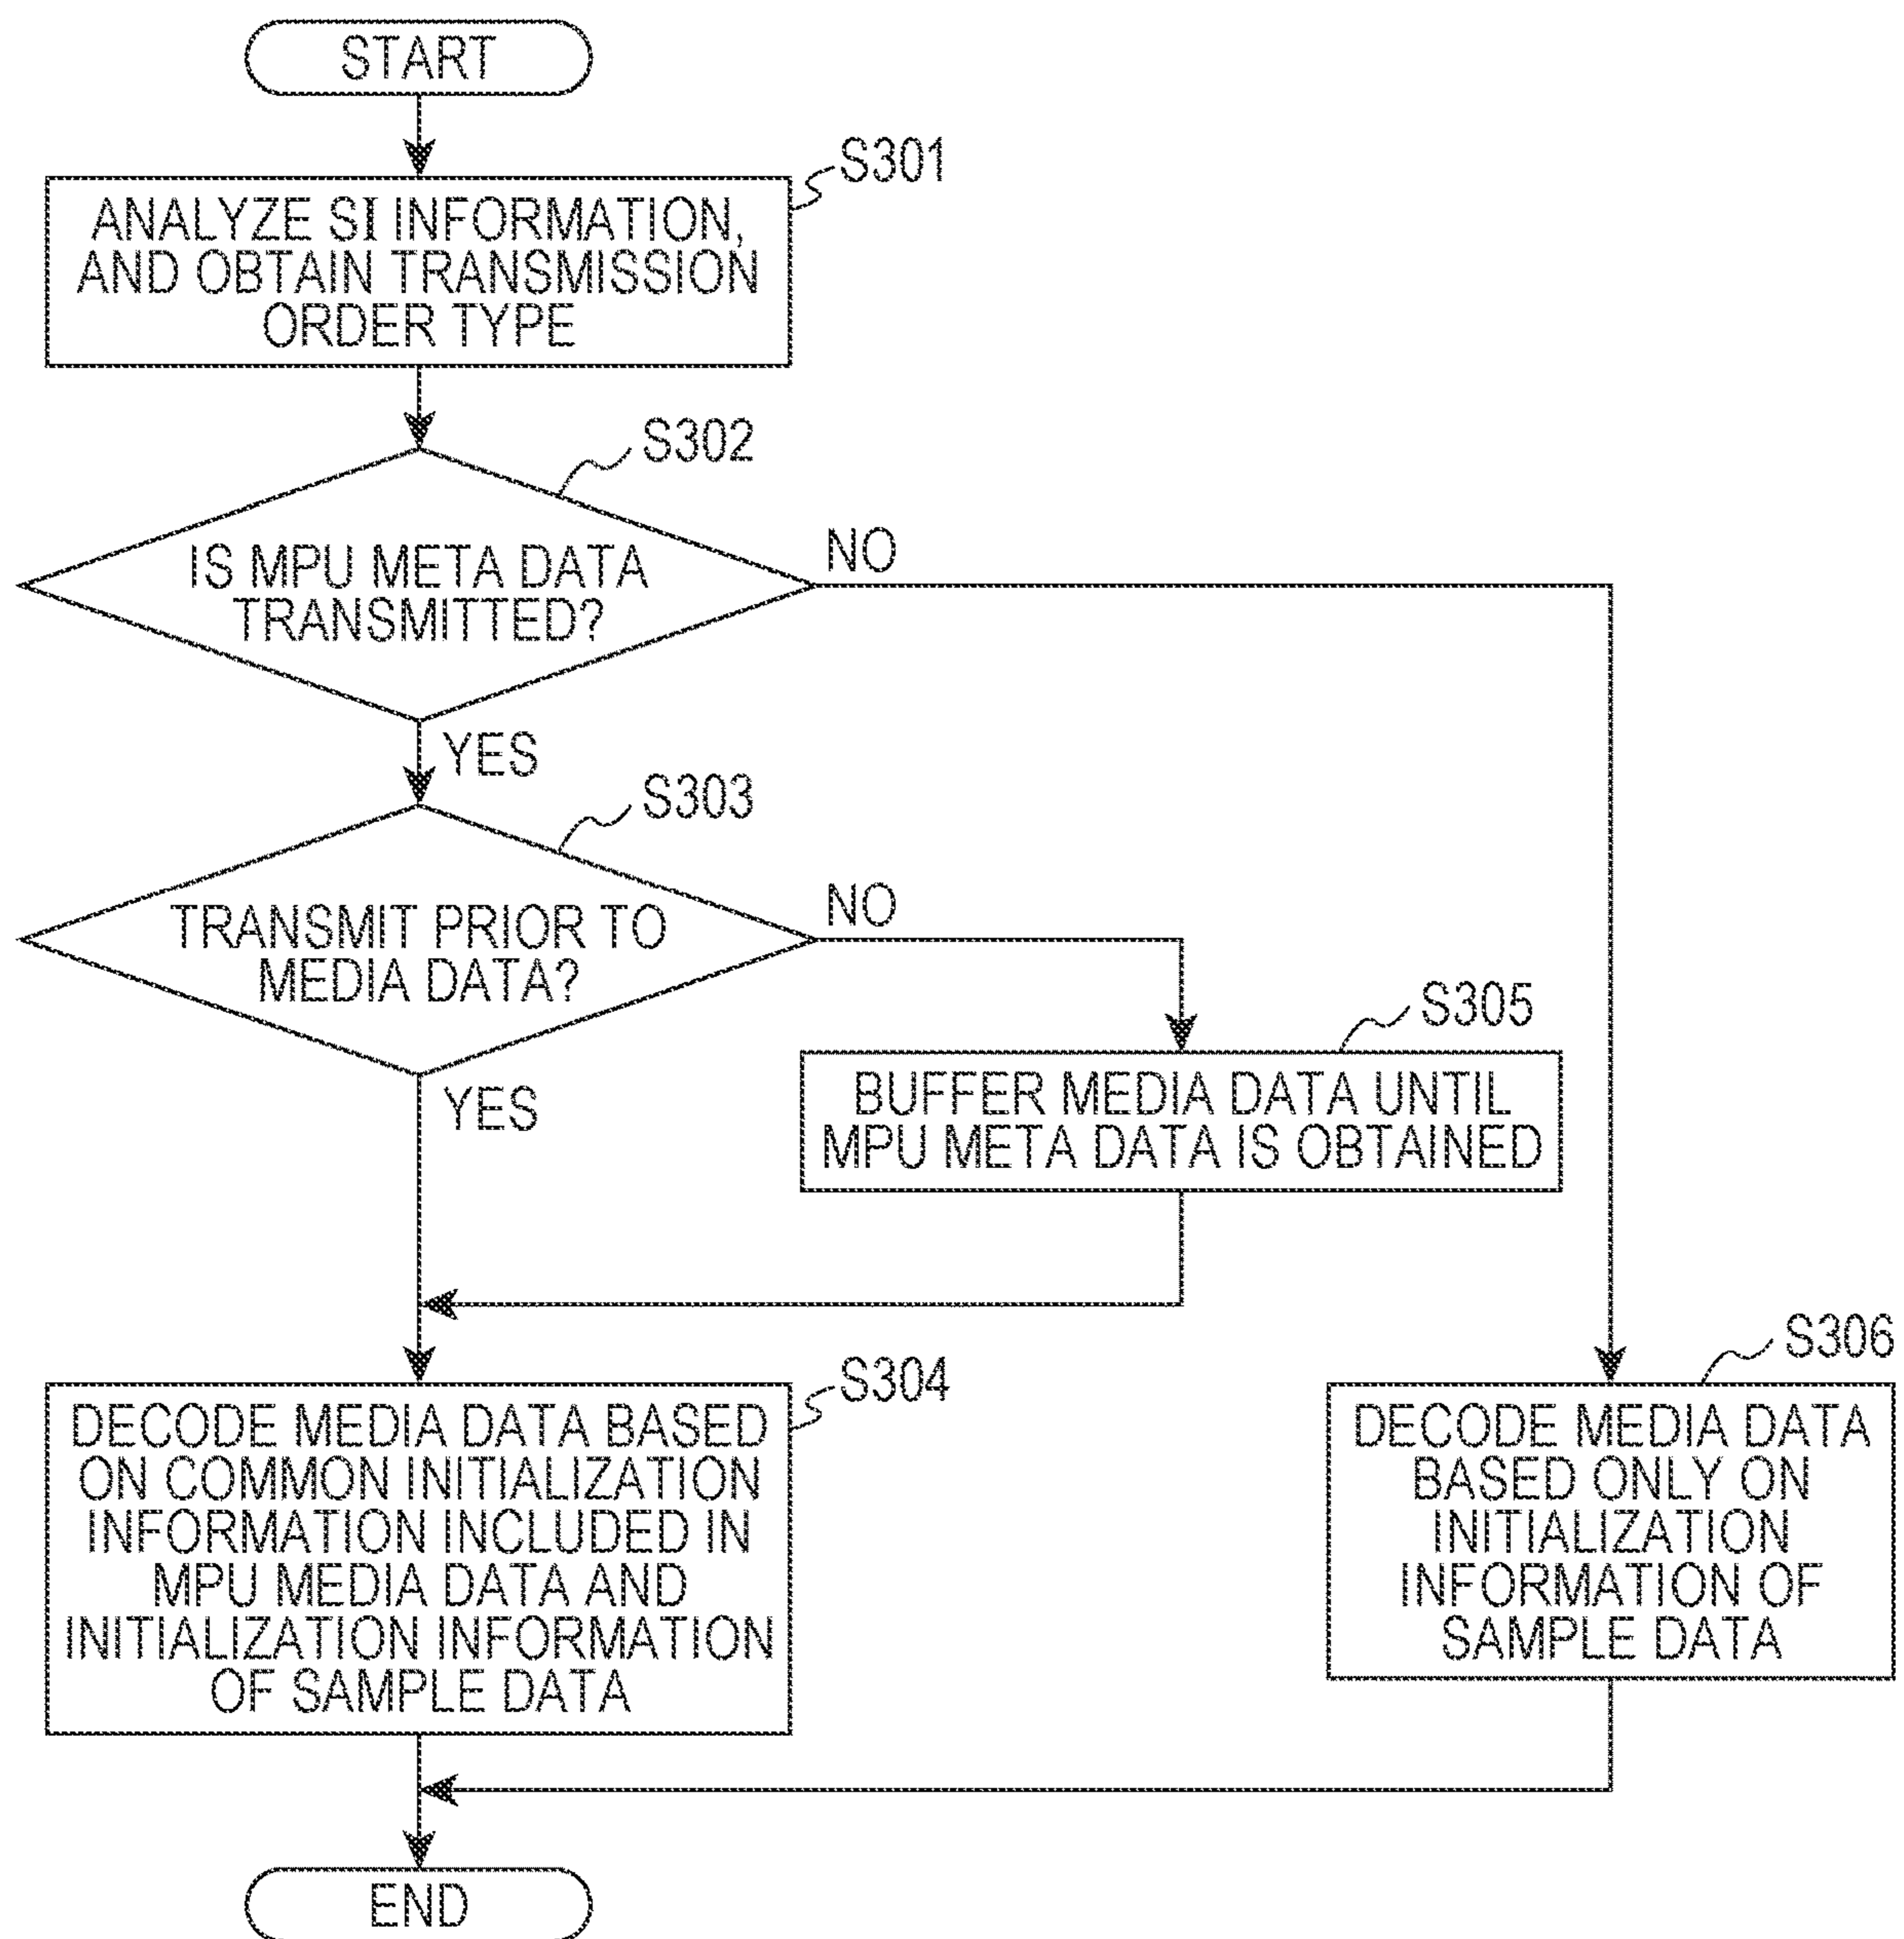 START
S301
ANALYZE SI INFORMATION,
AND OBTAIN TRANSMISSION
ORDER TYPE
S302
IS MPU META DATA
TRANSMITTED?
NO
YES
S303
TRANSMIT PRIOR TO
MEDIA DATA?
NO
YES
S305
BUFFER MEDIA DATA UNTIL
MPU META DATA IS OBTAINED
S304
DECODE MEDIA DATA BASED
ON COMMON INITIALIZATION
INFORMATION INCLUDED IN
MPU MEDIA DATA AND
INITIALIZATION INFORMATION
OF SAMPLE DATA
S306
DECODE MEDIA DATA
BASED ONLY ON
INITIALIZATION
INFORMATION OF
SAMPLE DATA
END